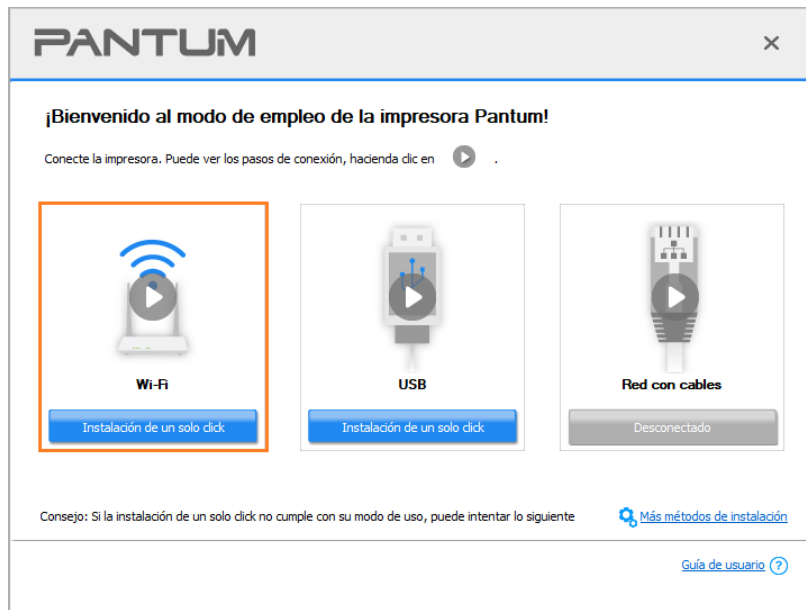 PANTUM
¡Bienvenido al modo de empleo de la impresora Pantum!
Conecte la impresora. Puede ver los pasos de conexión, hacienda clic en .
Wi-Fi
Instalación de un solo click
USB
Instalación de un solo click
Red con cables
Desconectado
Consejo: Si la instalación de un solo click no cumple con su modo de uso, puede intentar lo siguiente Más métodos de instalación
Guía de usuario ?